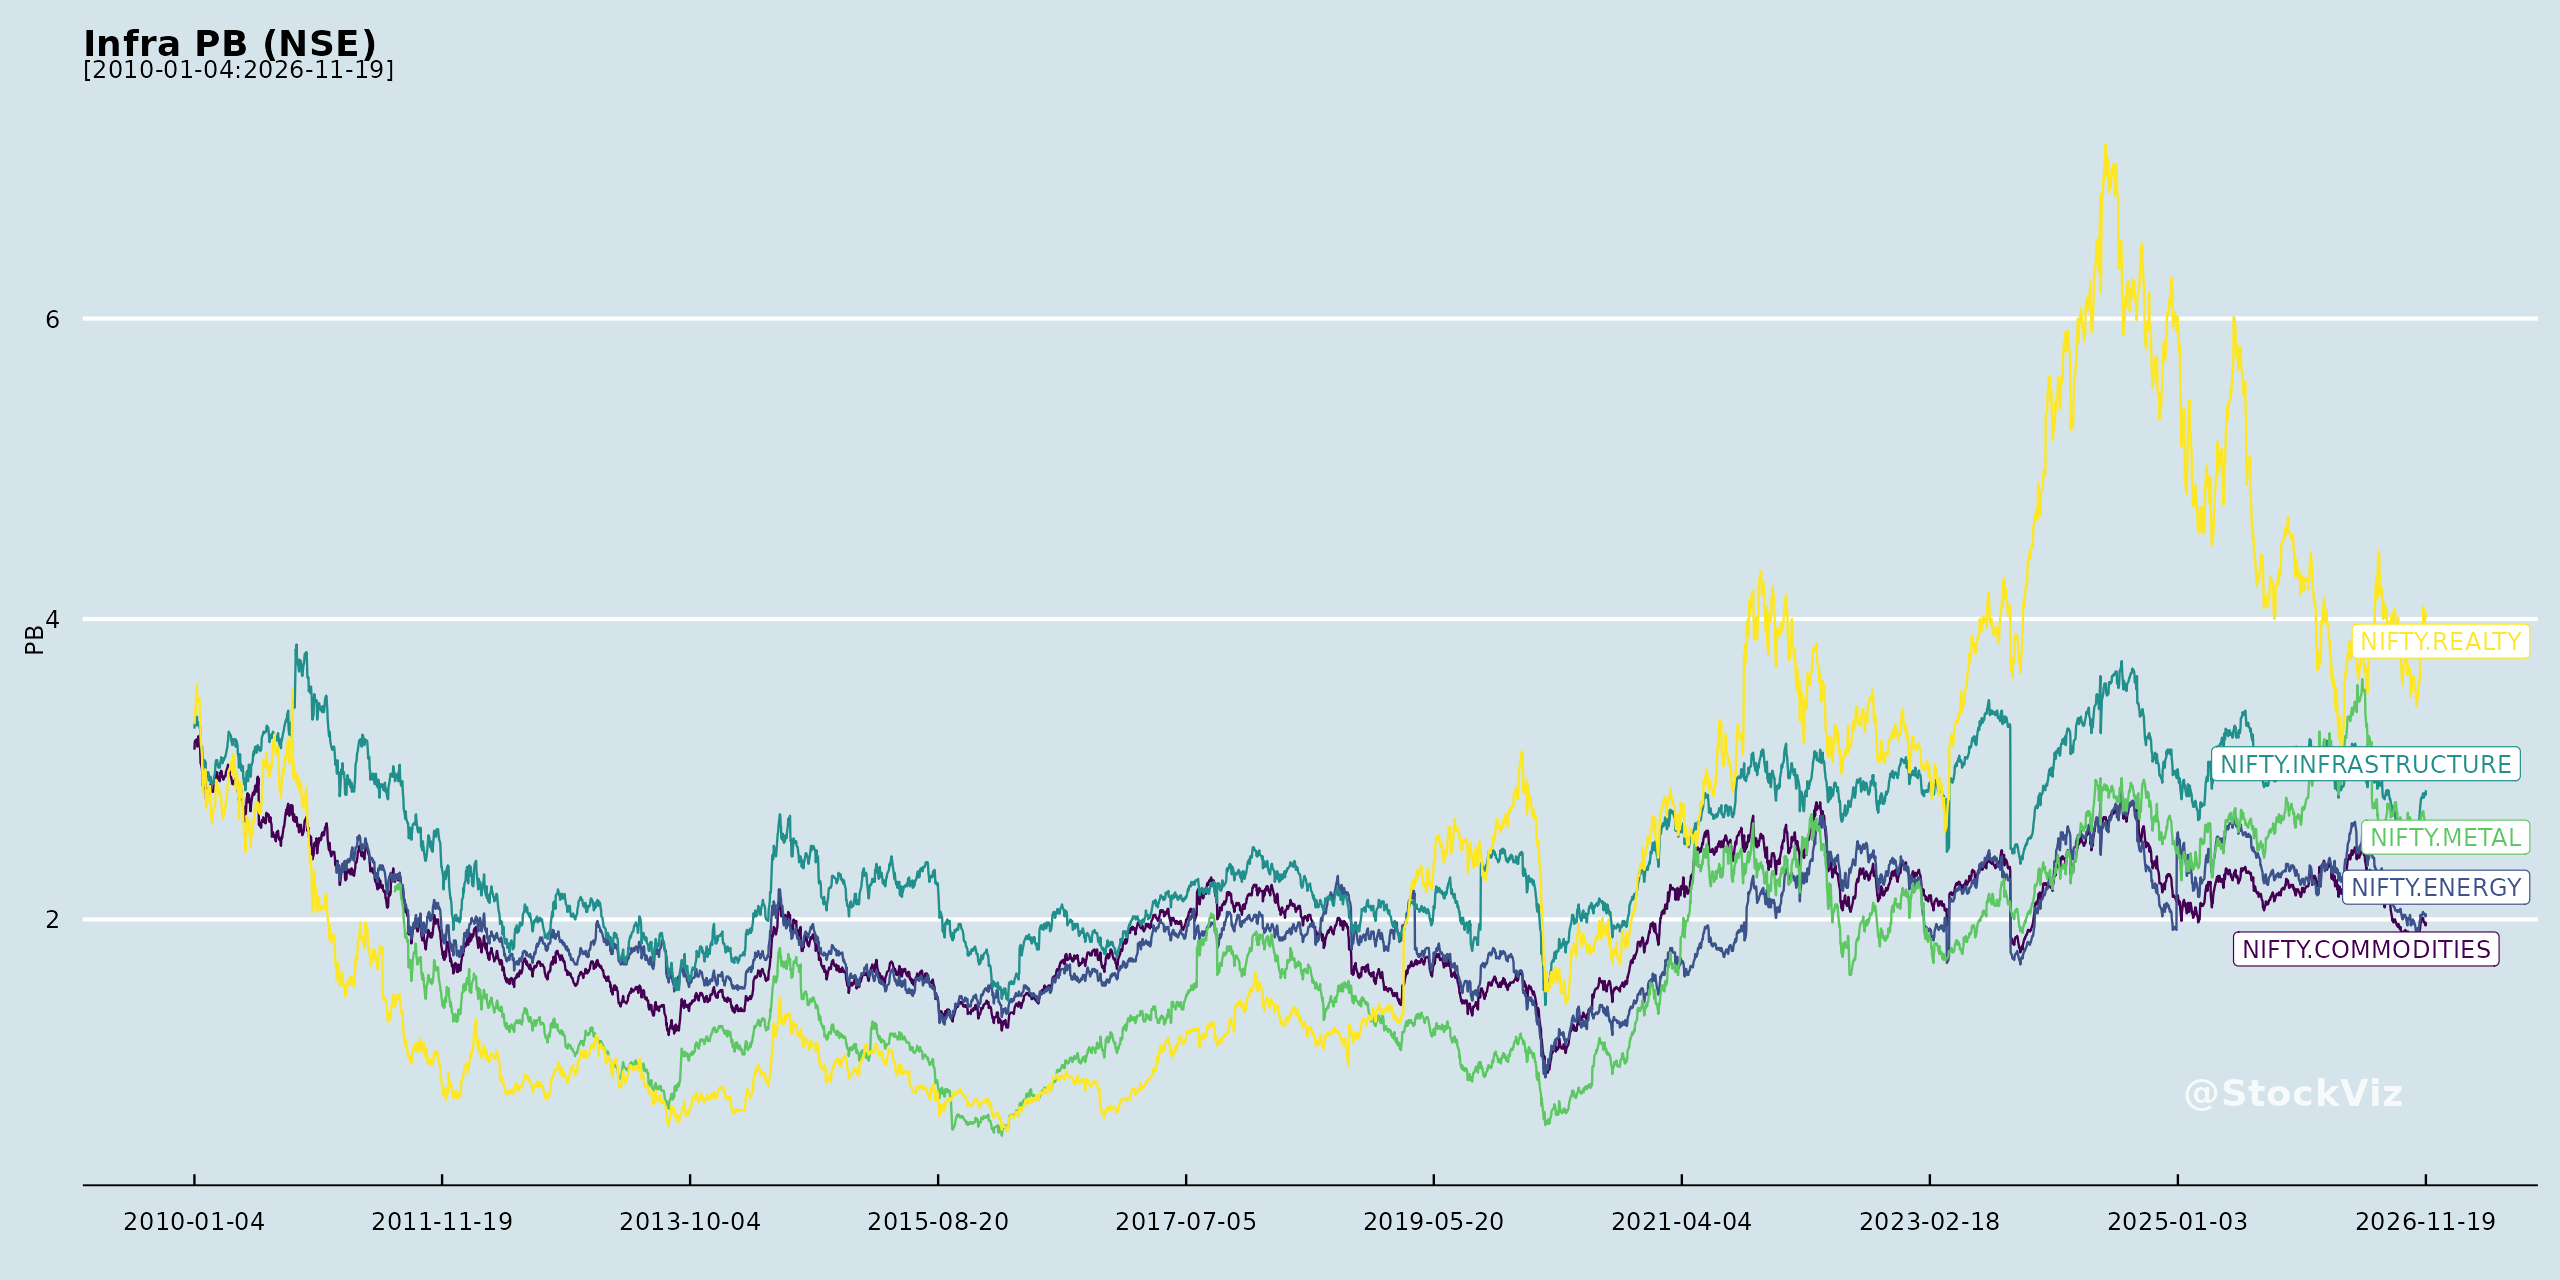 Infra PB (NSE)
[2010-01-04:2026-11-19]
6
4
2
PB
NIFTY.REALTY
NIFTY.INFRASTRUCTURE
NIFTY.METAL
NIFTY.ENERGY
NIFTY.COMMODITIES
@StockViz
2010-01-04 2011-11-19 2013-10-04 2015-08-20 2017-07-05 2019-05-20 2021-04-04 2023-02-18 2025-01-03 2026-11-19